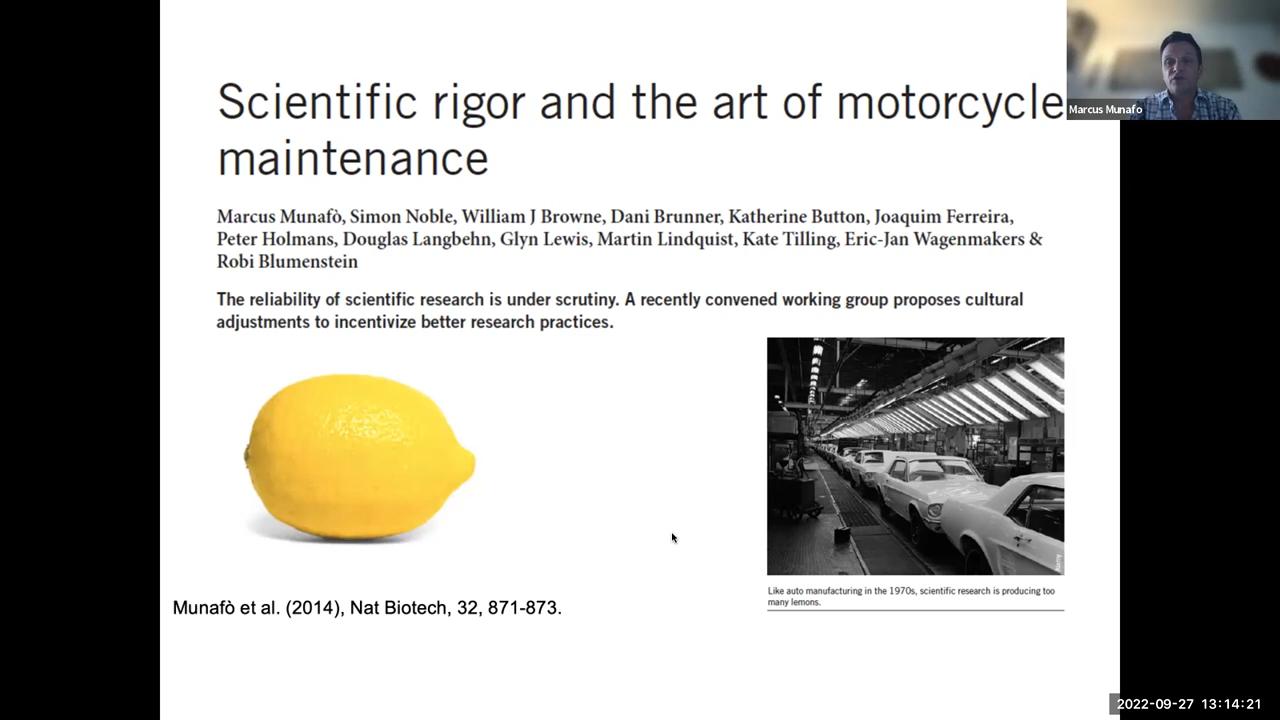 Scientific rigor and the art of motorcycle
maintenance
Marcus Munafo
Marcus Munafò, Simon Noble, William J Browne, Dani Brunner, Katherine Button, Joaquim Ferreira,
Peter Holmans, Douglas Langbehn, Glyn Lewis, Martin Lindquist, Kate Tilling, Eric-Jan Wagenmakers &
Robi Blumenstein
The reliability of scientific research is under scrutiny. A recently convened working group proposes cultural
adjustments to incentivize better research practices.
Like auto manufacturing in the 1970s, scientific research is producing too
many lemons.
Munafò et al. (2014), Nat Biotech, 32, 871-873.
2022-09-27 13:14:21